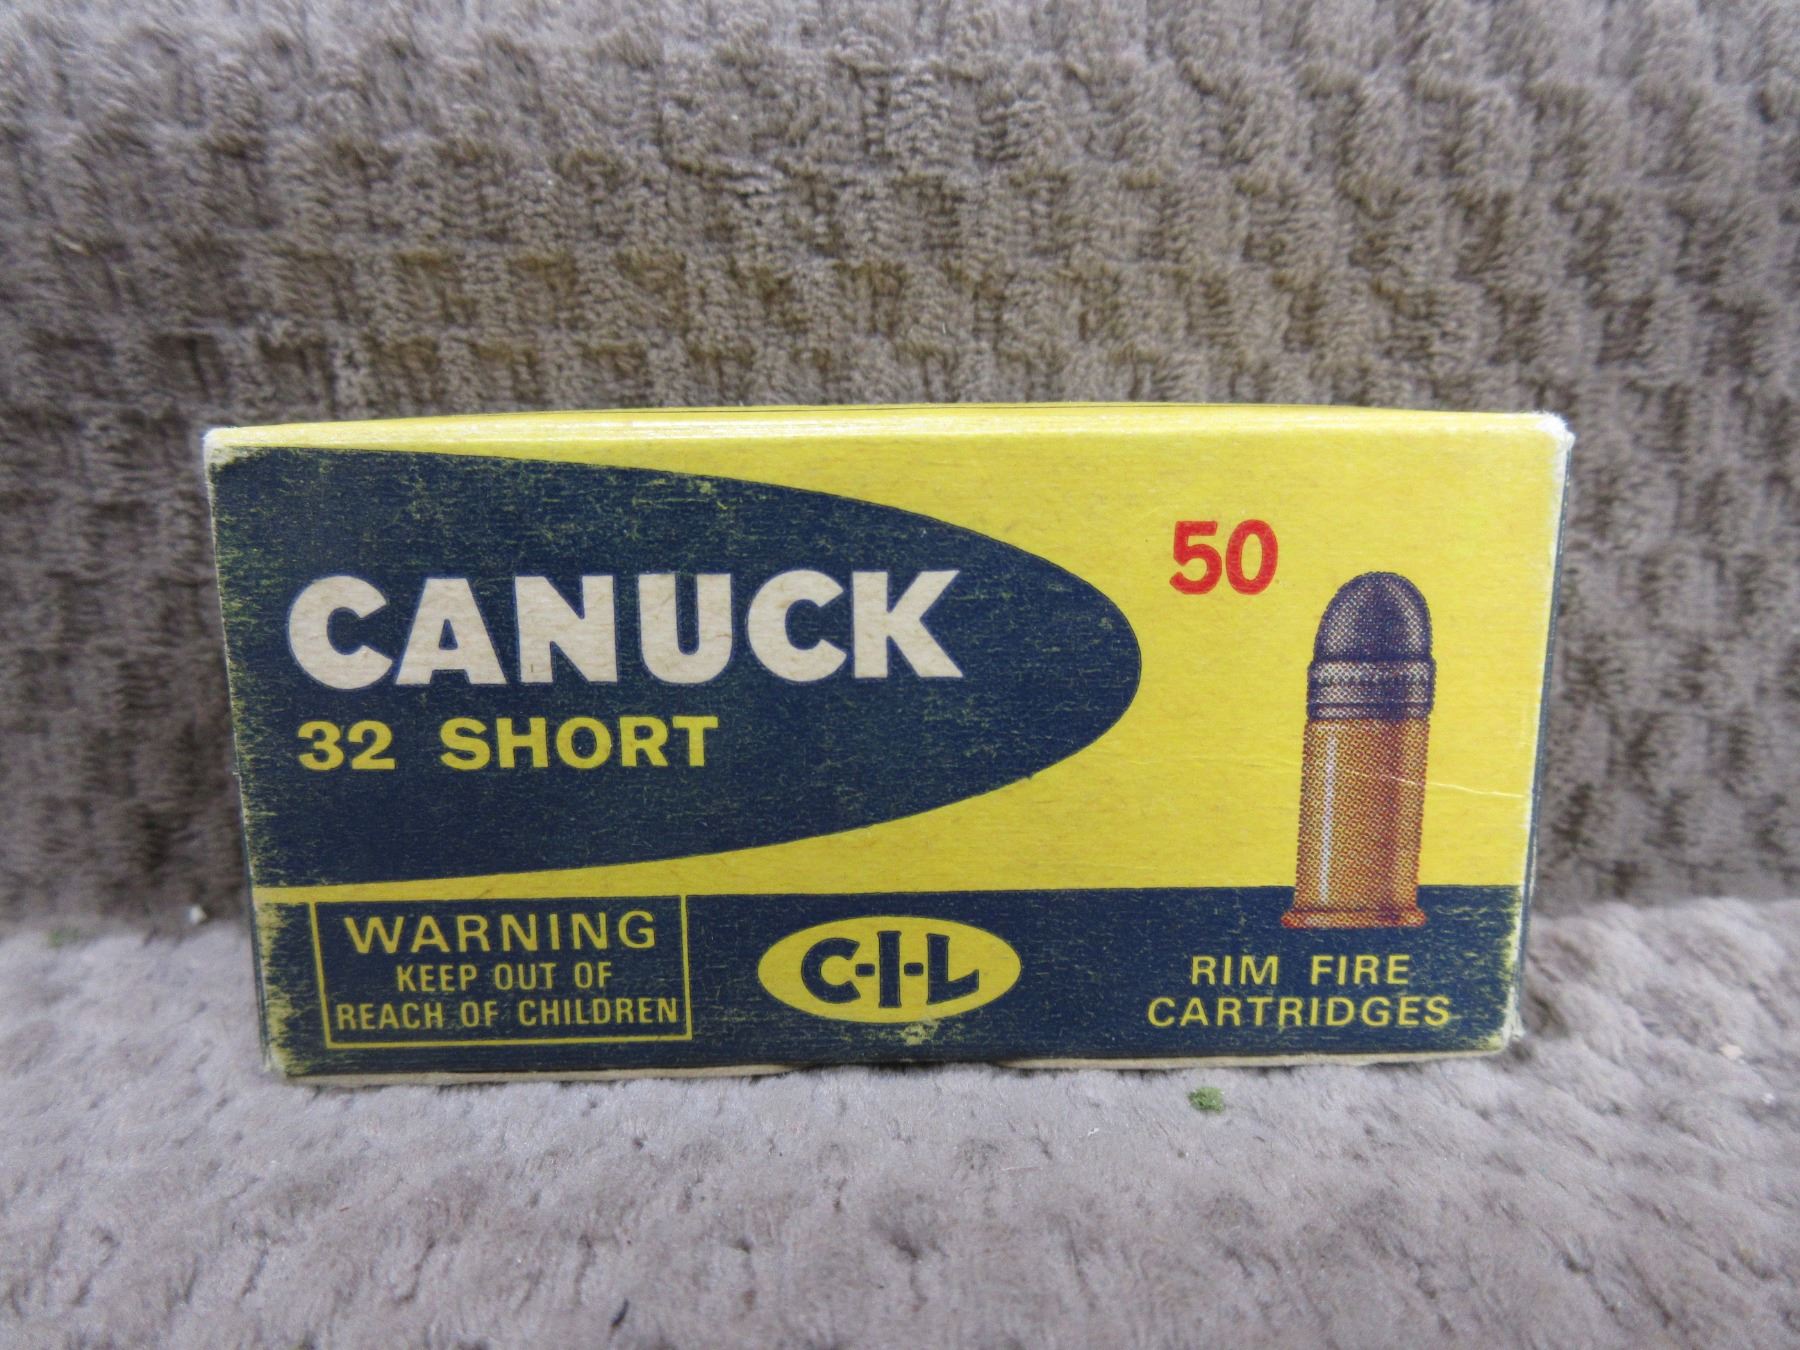 50
CANUCK
32 SHORT
WARNING
KEEP OUT OF
REACH OF CHILDREN
C-I-L
RIM FIRE
CARTRIDGES